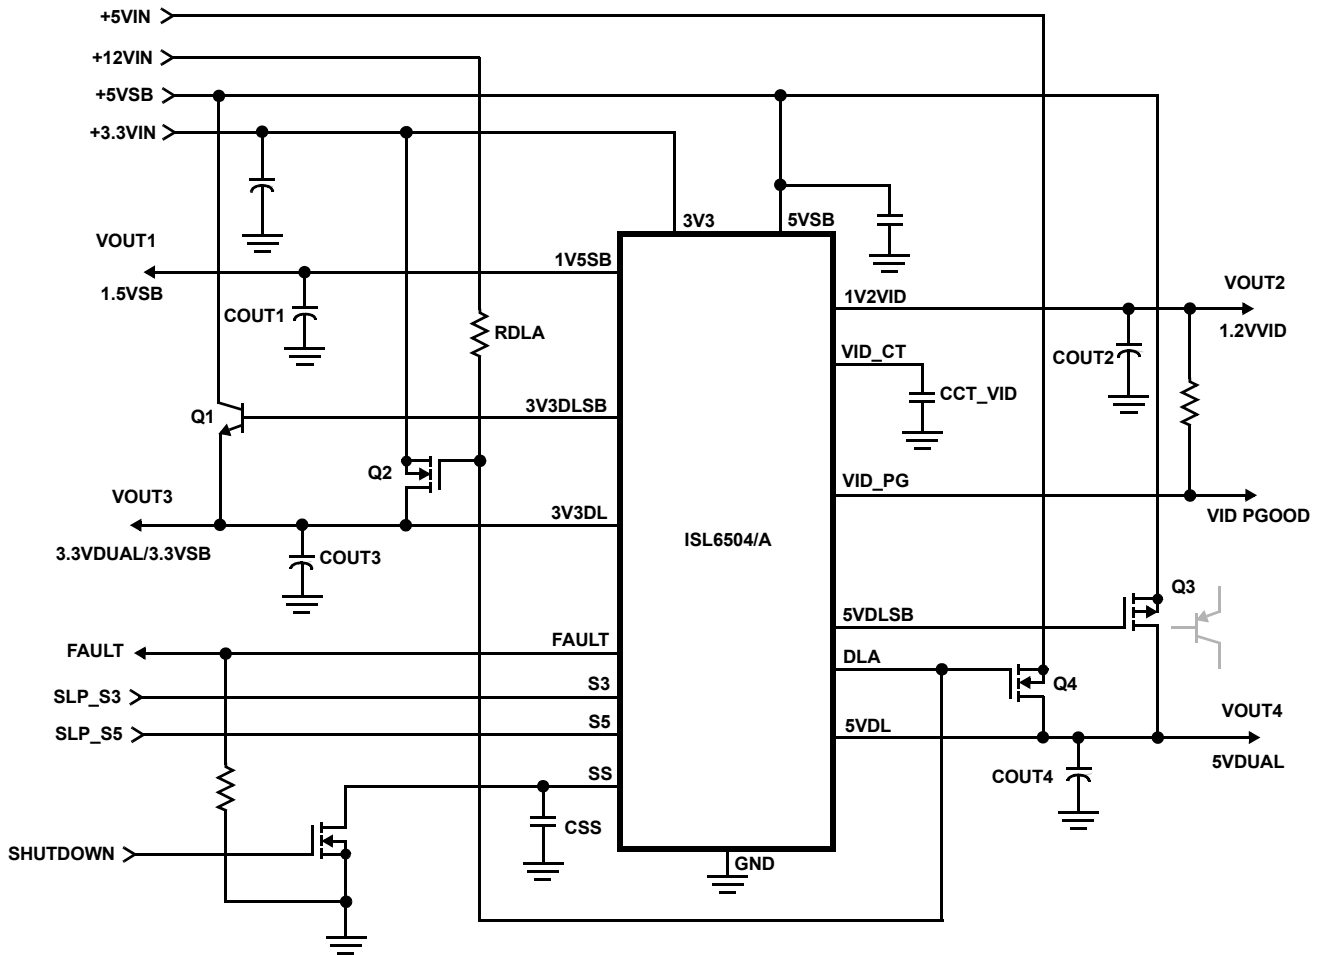 +5VIN
+12VIN
+5VSB
+3.3VIN
3V3
5VSB
VOUT1
1V5SB
1.5VSB
COUT1
RDLA
1V2VID
VOUT2
1.2VVID
COUT2
VID_CT
CCT_VID
Q1
3V3DLSB
Q2
VID_PG
VID PGOOD
VOUT3
3V3DL
3.3VDUAL/3.3VSB
COUT3
ISL6504/A
Q3
5VDLSB
FAULT
FAULT
DLA
SLP_S3
S3
Q4
SLP_S5
S5
5VDL
VOUT4
5VDUAL
COUT4
SS
CSS
SHUTDOWN
GND